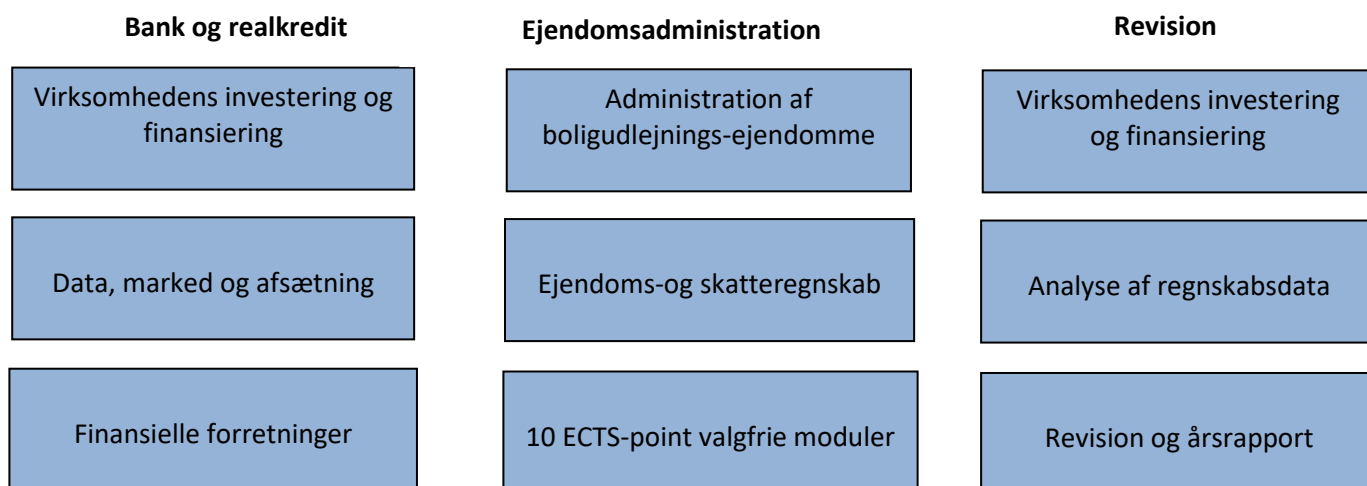 Bank og realkredit
Virksomhedens investering og
finansiering
Data, marked og afsætning
Finansielle forretninger
Ejendomsadministration
Administration af
boligudlejnings-ejendomme
Ejendoms-og skatteregnskab
10 ECTS-point valgfrie moduler
Revision
Virksomhedens investering
og finansiering
Analyse af regnskabsdata
Revision og årsrapport